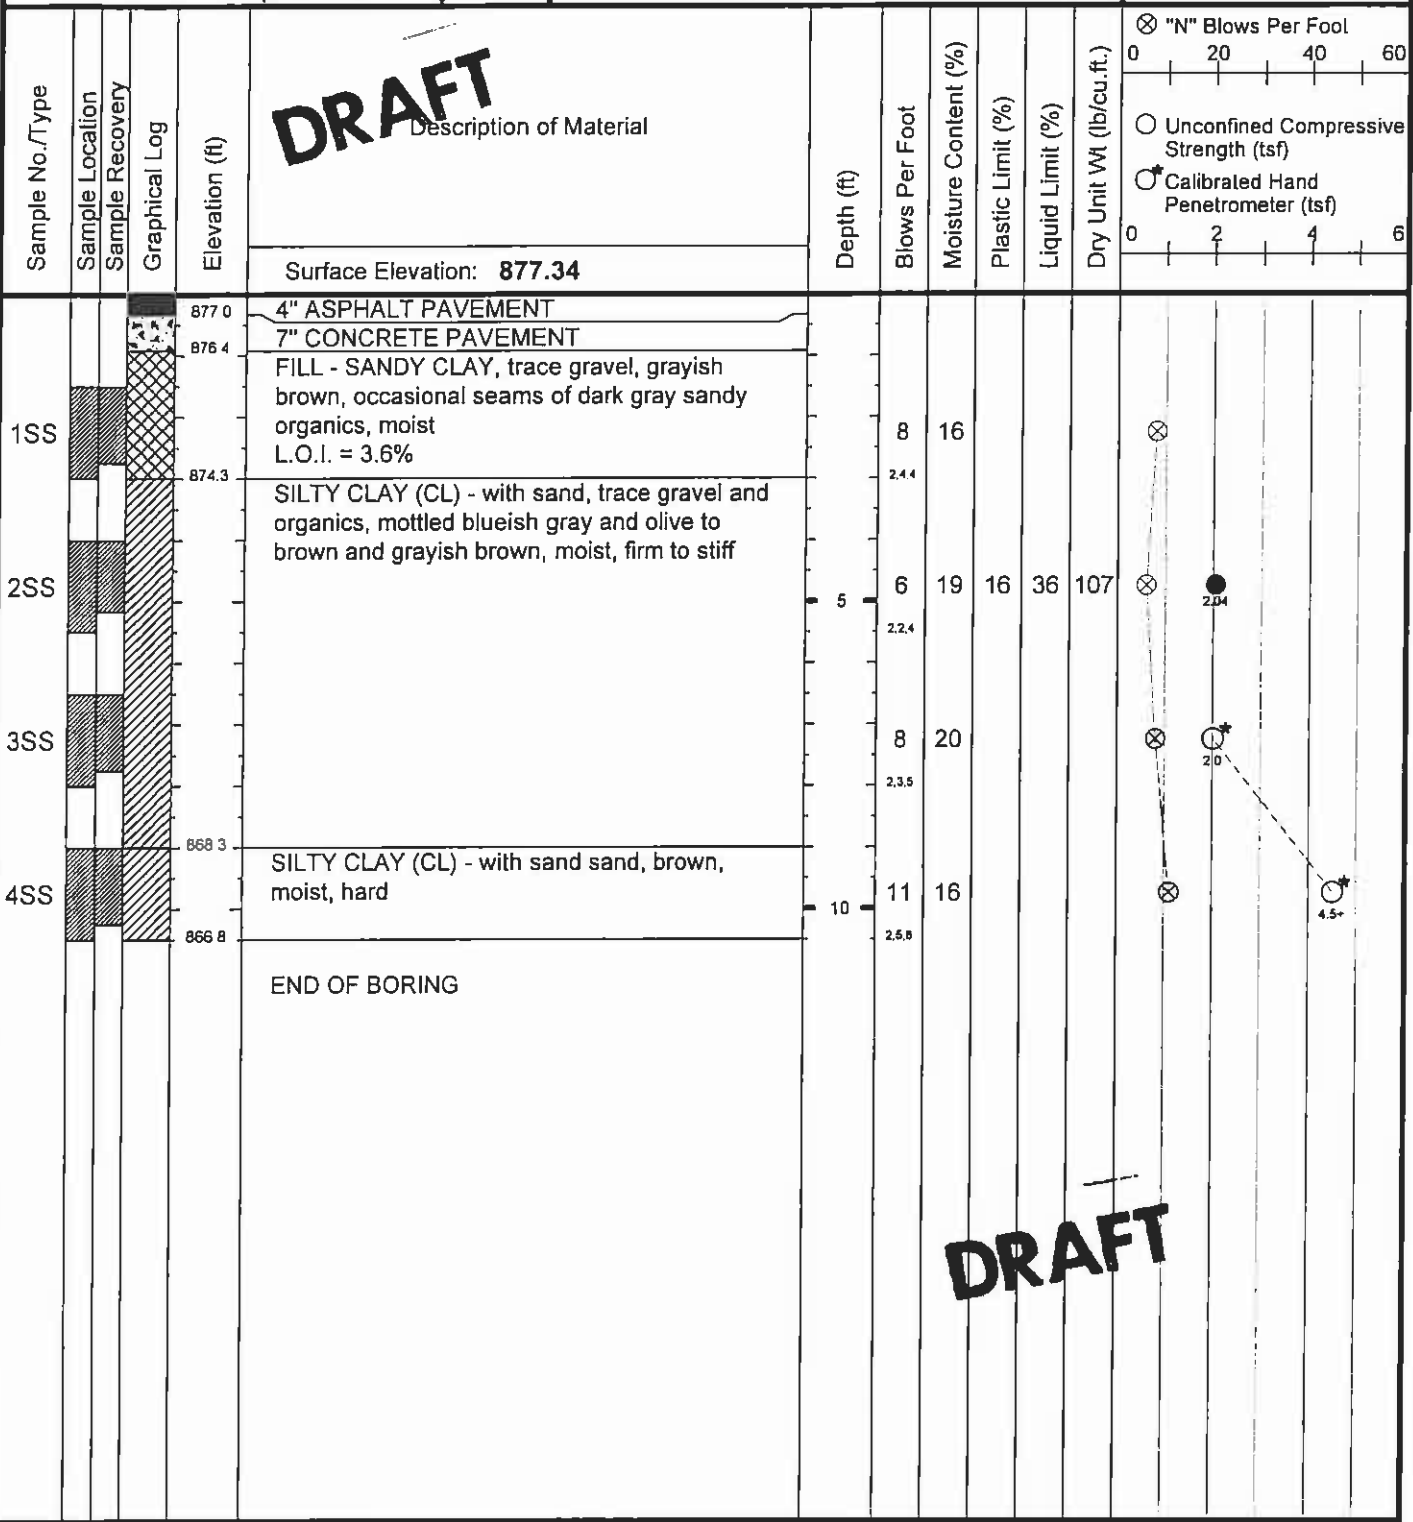 DRAFT
Sample No./Type
Sample Location
Sample Recovery
Graphical Log
Elevation (ft)
Description of Material
Surface Elevation: 877.34
Depth (ft)
Blows Per Foot
Moisture Content (%)
Plastic Limit (%)
Liquid Limit (%)
Dry Unit Wt (lb/cu.ft.)
"N" Blows Per Foot
0 20 40 60
Unconfined Compressive
Strength (tsf)
* Calibrated Hand
Penetrometer (tsf)
0 2 4 6
877 0
4" ASPHALT PAVEMENT
7" CONCRETE PAVEMENT
876 4
FILL - SANDY CLAY, trace gravel, grayish
brown, occasional seams of dark gray sandy
organics, moist
L.O.I. = 3.6%
1SS
8 16
2,4,4
874.3
SILTY CLAY (CL) - with sand, trace gravel and
organics, mottled blueish gray and olive to
brown and grayish brown, moist, firm to stiff
2SS
5
6 19 16 36 107
2.04
2,2,4
3SS
8 20
*
2 0
2,3,5
868 3
SILTY CLAY (CL) - with sand sand, brown,
moist, hard
4SS
10
11 16
*
4.5+
2,5,6
866 8
END OF BORING
DRAFT